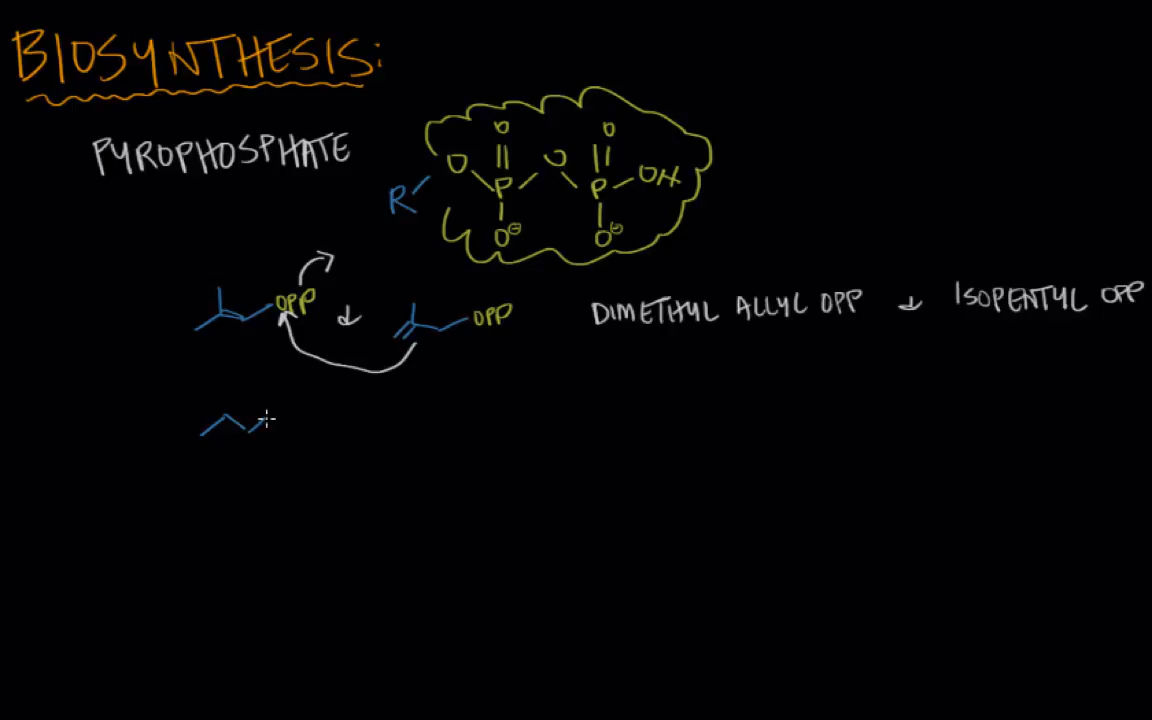 BIOSYNTHESIS:
PYROPHOSPHATE
O O
R O P O P OH
O⊖ O⊖
OPP & OPP DIMETHYL ALLYL OPP & ISOPENTYL OPP